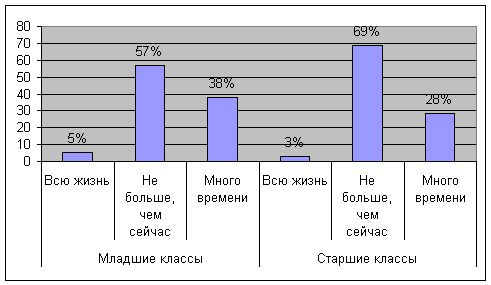 80
70
60
50
40
30
20
10
0
5%
57%
38%
3%
69%
28%
Всю жизнь
Не
больше,
чем
сейчас
Много
времени
Всю жизнь
Не
больше,
чем
сейчас
Много
времени
Младшие классы
Старшие классы